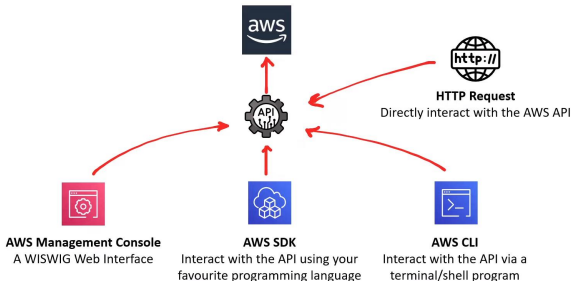 aws
http://
API
HTTP Request
Directly interact with the AWS API
AWS Management Console
A WISWIG Web Interface
AWS SDK
Interact with the API using your
favourite programming language
AWS CLI
Interact with the API via a
terminal/shell program